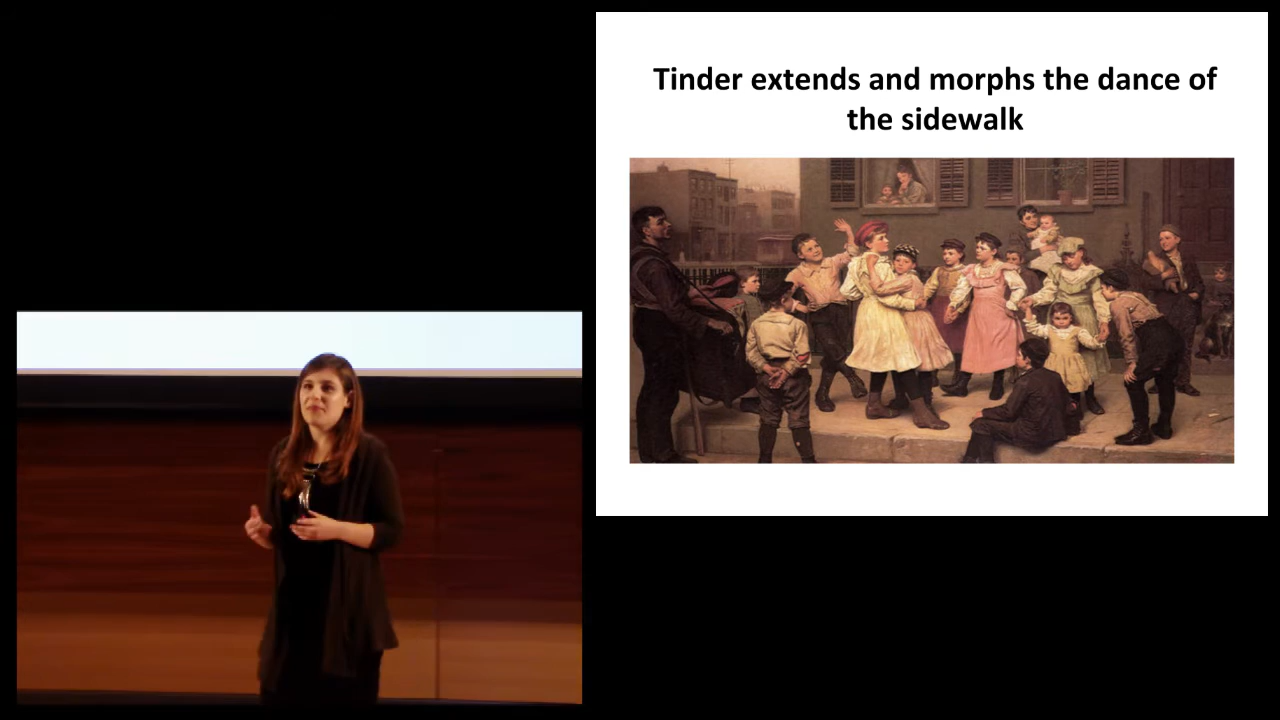 Tinder extends and morphs the dance of
the sidewalk